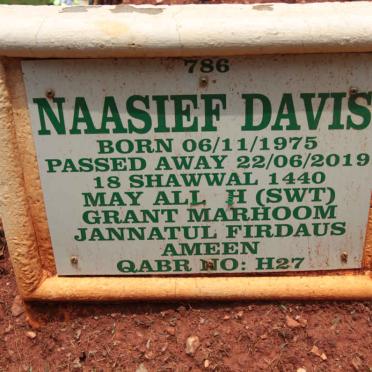 786
NAASIEF DAVIS
BORN 06/11/1975
PASSED AWAY 22/06/2019
18 SHAWWAL 1440
MAY ALL H (SWT)
GRANT MARHOOM
JANNATUL FIRDAUS
AMEEN
QABR NO: H27